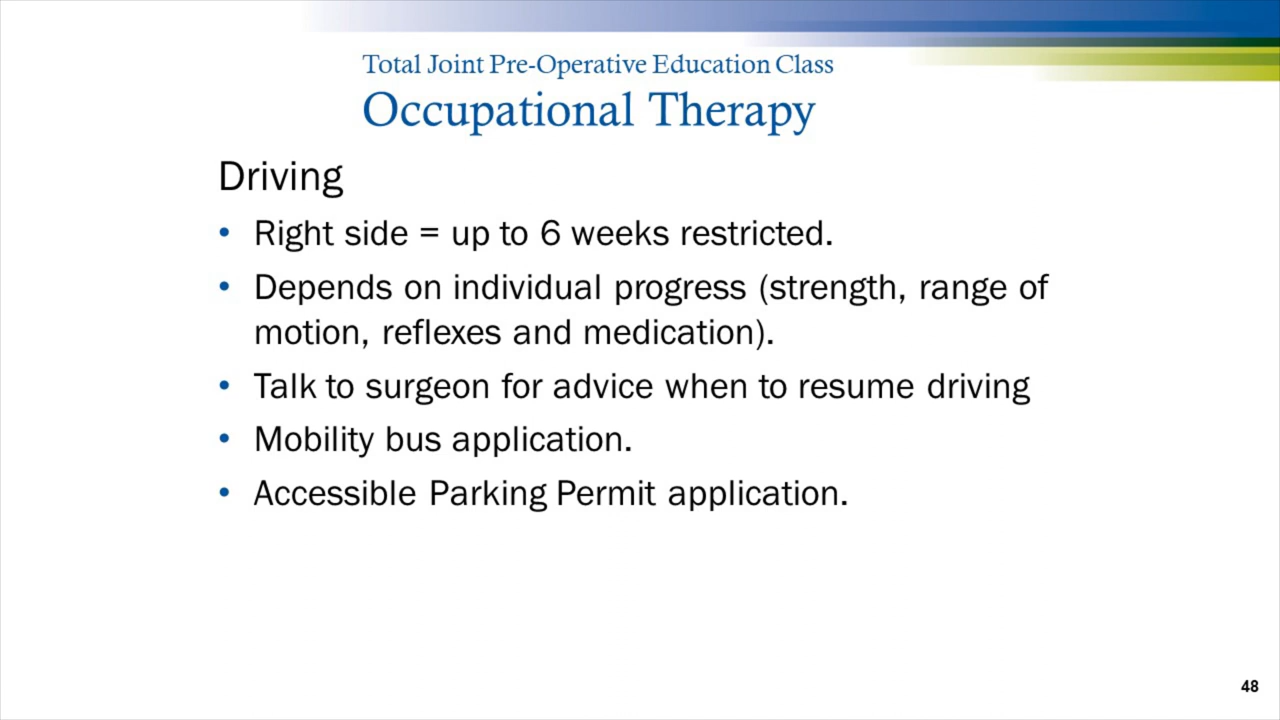 Total Joint Pre-Operative Education Class
Occupational Therapy
Driving
• Right side = up to 6 weeks restricted.
• Depends on individual progress (strength, range of
motion, reflexes and medication).
• Talk to surgeon for advice when to resume driving
• Mobility bus application.
• Accessible Parking Permit application.
48